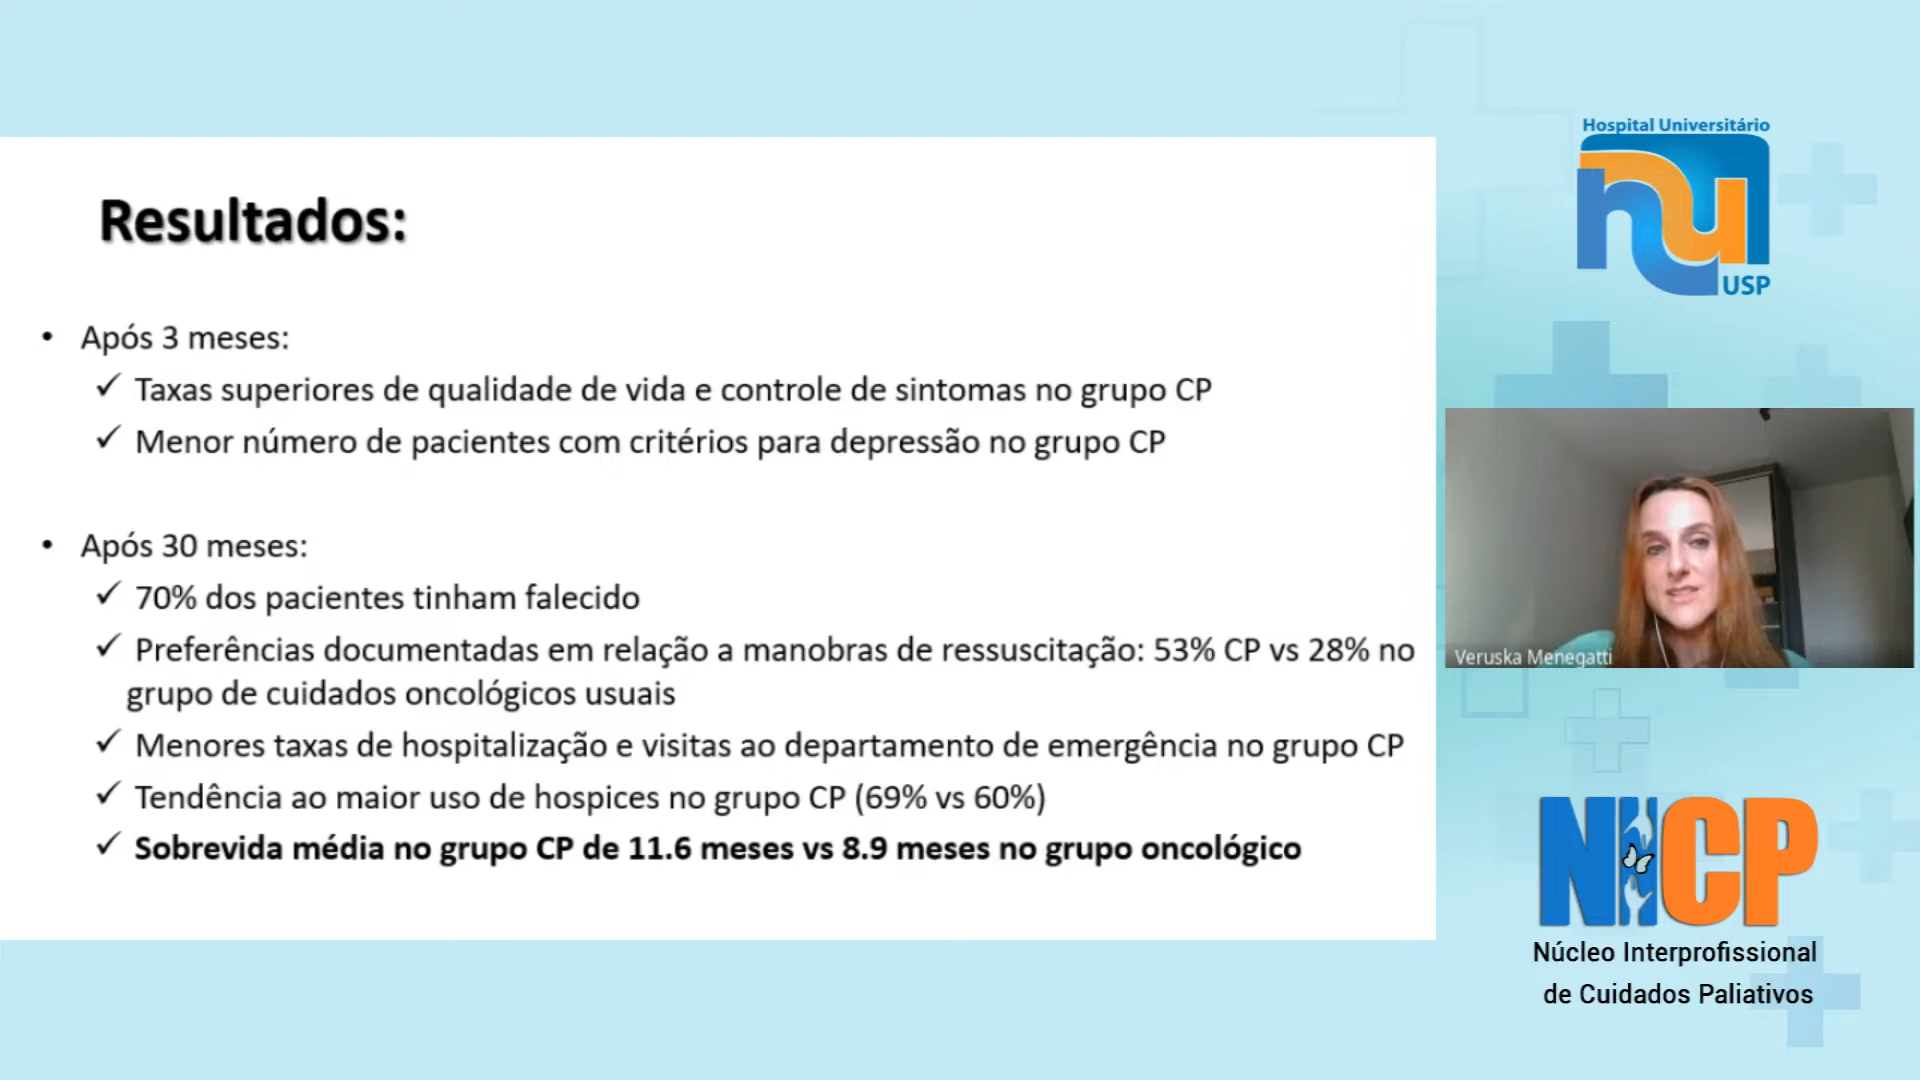 Resultados:
• Após 3 meses:
✓ Taxas superiores de qualidade de vida e controle de sintomas no grupo CP
✓ Menor número de pacientes com critérios para depressão no grupo CP
• Após 30 meses:
✓ 70% dos pacientes tinham falecido
✓ Preferências documentadas em relação a manobras de ressuscitação: 53% CP vs 28% no
grupo de cuidados oncológicos usuais
✓ Menores taxas de hospitalização e visitas ao departamento de emergência no grupo CP
✓ Tendência ao maior uso de hospices no grupo CP (69% vs 60%)
✓ Sobrevida média no grupo CP de 11.6 meses vs 8.9 meses no grupo oncológico
Hospital Universitário
hu
USP
Veruska Menegatti
NICP
Núcleo Interprofissional
de Cuidados Paliativos